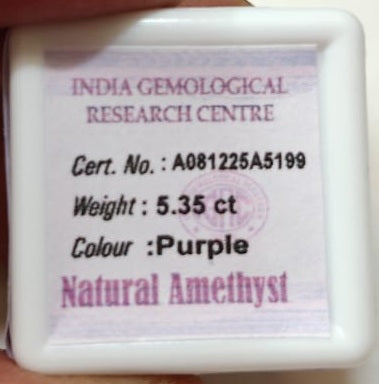 INDIA GEMOLOGICAL
RESEARCH CENTRE
Cert. No. : A081225A5199
Weight : 5.35 ct
Colour :Purple
Natural Amethyst